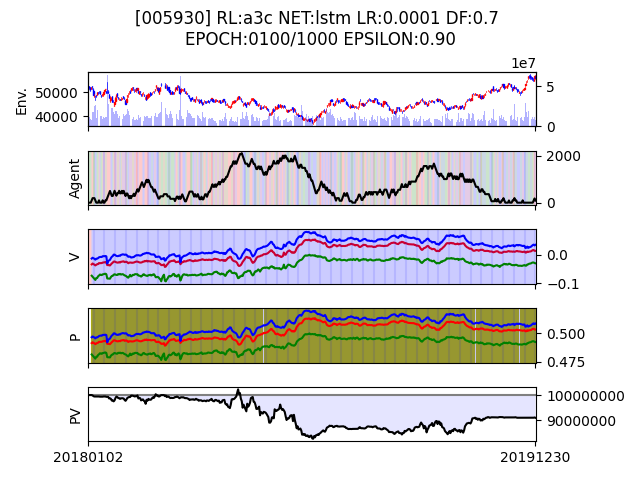 [005930] RL:a3c NET:lstm LR:0.0001 DF:0.7
EPOCH:0100/1000 EPSILON:0.90
1e7
Env.
50000
40000
5
0
Agent
2000
0
V
0.0
−0.1
P
0.500
0.475
PV
100000000
90000000
20180102
20191230